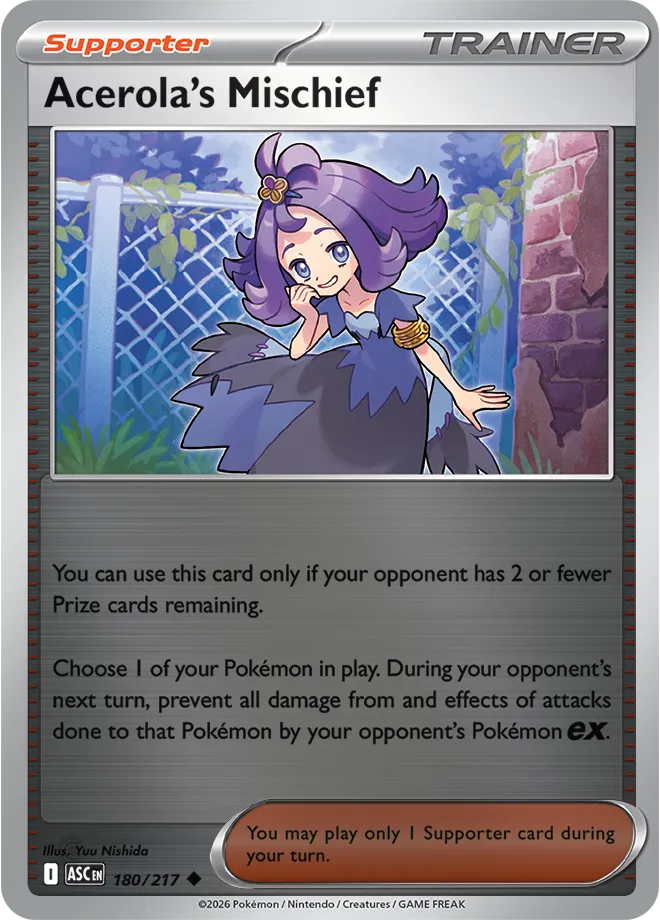 Supporter
TRAINER
Acerola's Mischief
You can use this card only if your opponent has 2 or fewer
Prize cards remaining.
Choose 1 of your Pokémon in play. During your opponent's
next turn, prevent all damage from and effects of attacks
done to that Pokémon by your opponent's Pokémon ex.
You may play only 1 Supporter card during
your turn.
Illus. Yuu Nishida
I ASC EN 180/217
©2026 Pokémon / Nintendo / Creatures / GAME FREAK